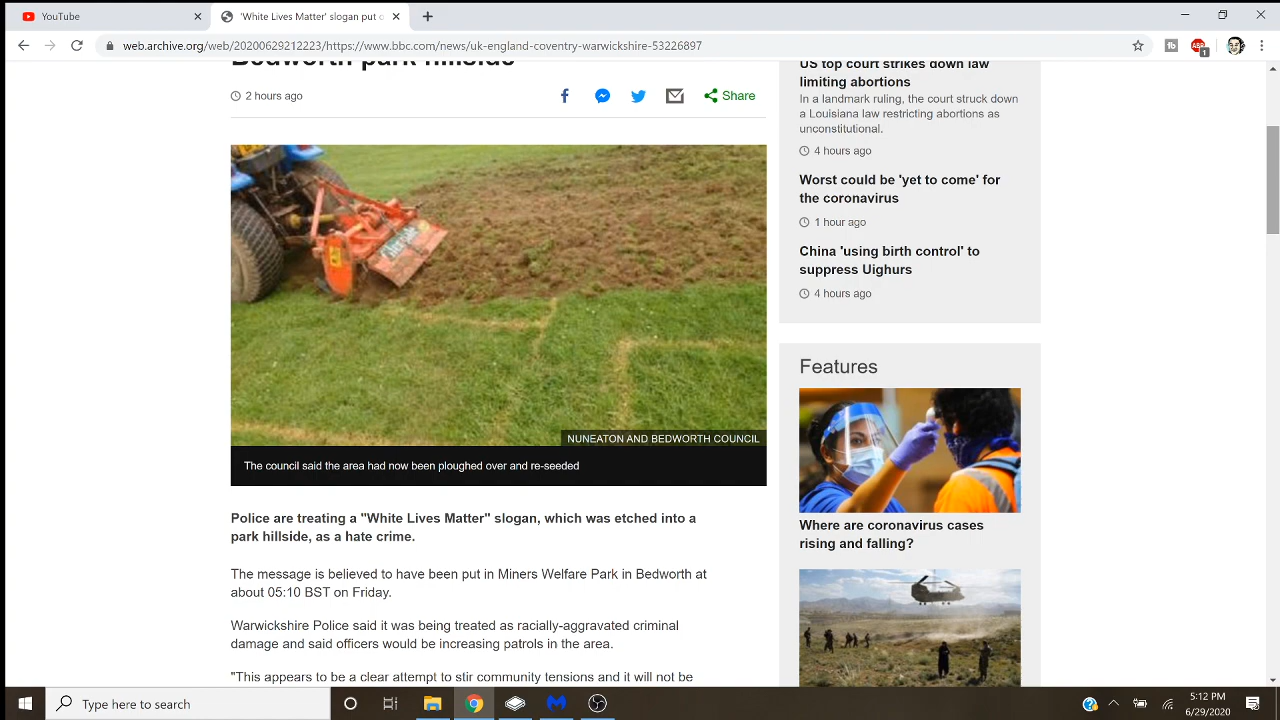 YouTube
'White Lives Matter' slogan put o
web.archive.org/web/20200629212223/https://www.bbc.com/news/uk-england-coventry-warwickshire-53226897
ABP
1
Bedworth park hillside
2 hours ago
Share
NUNEATON AND BEDWORTH COUNCIL
The council said the area had now been ploughed over and re-seeded
Police are treating a "White Lives Matter" slogan, which was etched into a
park hillside, as a hate crime.
The message is believed to have been put in Miners Welfare Park in Bedworth at
about 05:10 BST on Friday.
Warwickshire Police said it was being treated as racially-aggravated criminal
damage and said officers would be increasing patrols in the area.
"This appears to be a clear attempt to stir community tensions and it will not be
US top court strikes down law
limiting abortions
In a landmark ruling, the court struck down
a Louisiana law restricting abortions as
unconstitutional.
4 hours ago
Worst could be 'yet to come' for
the coronavirus
1 hour ago
China 'using birth control' to
suppress Uighurs
4 hours ago
Features
Where are coronavirus cases
rising and falling?
Type here to search
5:12 PM
6/29/2020